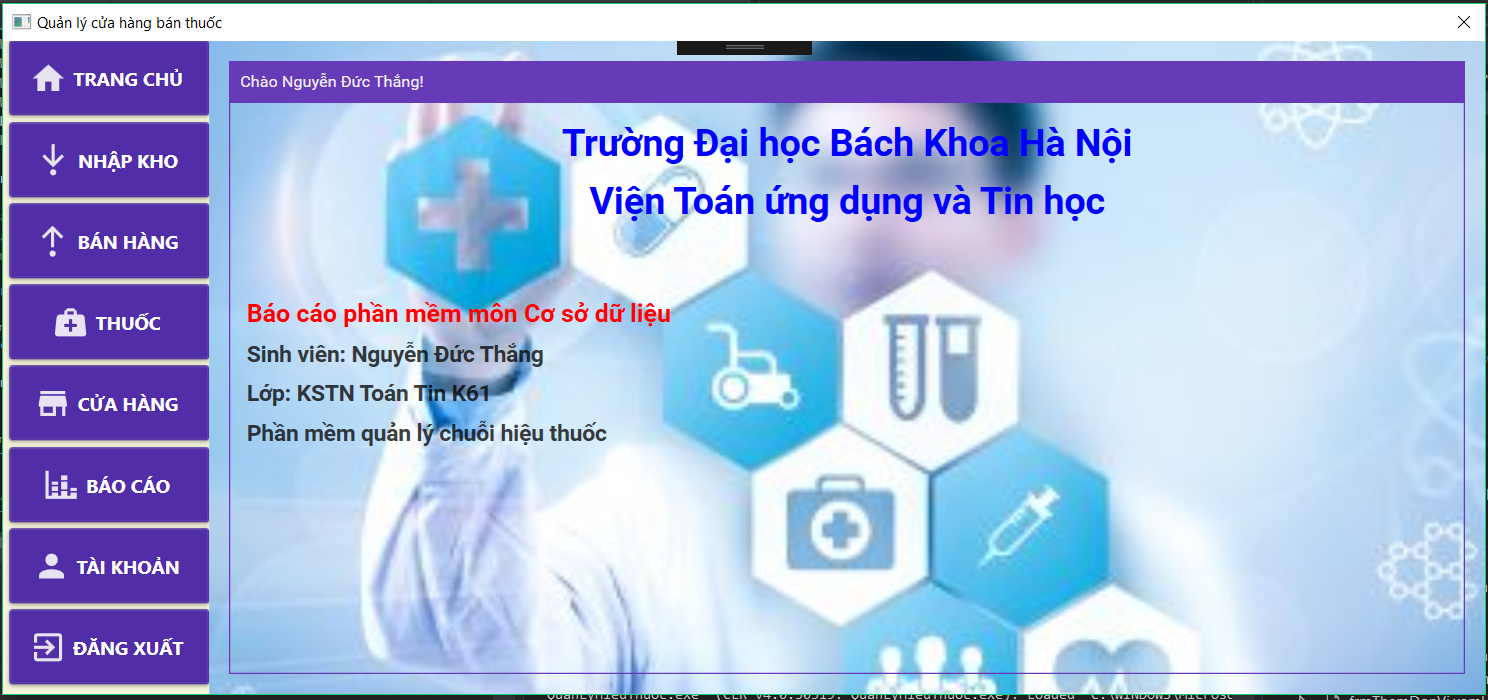 Quản lý cửa hàng bán thuốc
TRANG CHỦ
NHẬP KHO
BÁN HÀNG
THUỐC
CỬA HÀNG
BÁO CÁO
TÀI KHOẢN
ĐĂNG XUẤT
Chào Nguyễn Đức Thắng!
Trường Đại học Bách Khoa Hà Nội
Viện Toán ứng dụng và Tin học
Báo cáo phần mềm môn Cơ sở dữ liệu
Sinh viên: Nguyễn Đức Thắng
Lớp: KSTN Toán Tin K61
Phần mềm quản lý chuỗi hiệu thuốc